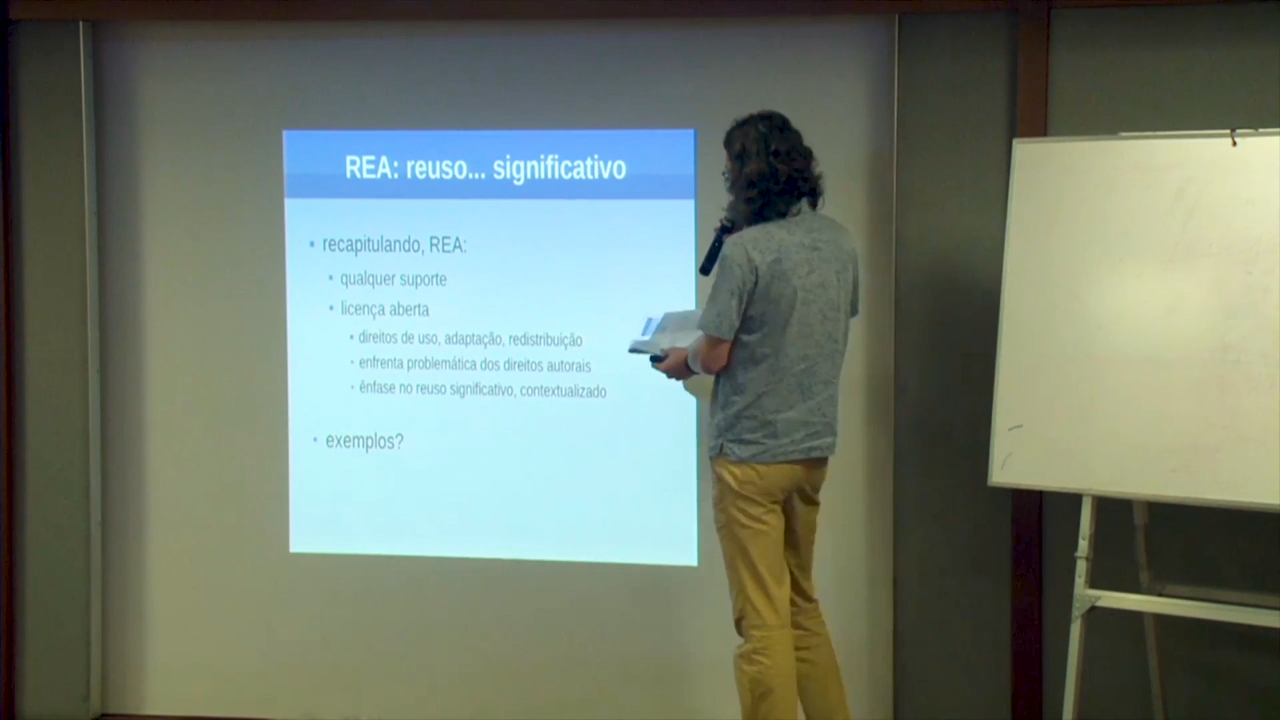 REA: reuso... significativo
recapitulando, REA:
qualquer suporte
licença aberta
direitos de uso, adaptação, redistribuição
enfrenta problemática dos direitos autorais
ênfase no reuso significativo, contextualizado
exemplos?